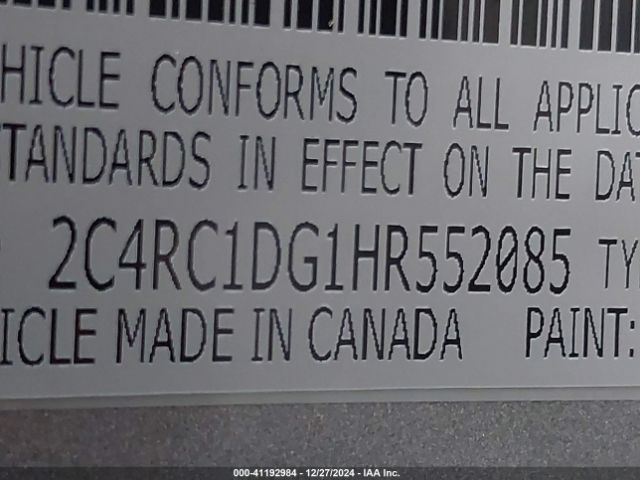 HICLE CONFORMS TO ALL APPLIC
TANDARDS IN EFFECT ON THE DAT
2C4RC1DG1HR552085 TY
ICLE MADE IN CANADA PAINT:
000-41192984 - 12/27/2024 - IAA Inc.